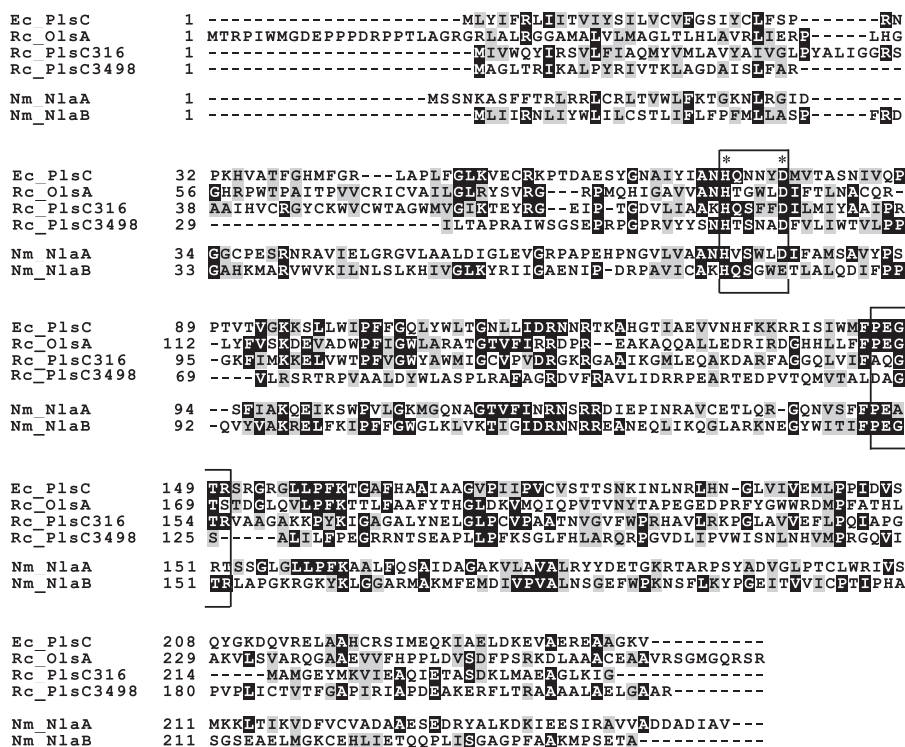 Ec_PlsC 1 -------------------------MLYIFRLIITVIYSILVCVFGSIYCLFSP-------RN
Rc_OlsA 1 MTRPIWMGDEPPPDRPPTLAGRGRLALRGGAMALVLMAGLTLHLAVRLIERP-------LHG
Rc_PlsC316 1 --------------------------MIVWQYIRSVLFIAQMYVMLAVYAIVGLPYALIGGRS
Rc_PlsC3498 1 --------------------------MAGLTRIKALPYRIVTKLAGDAISLFAR---------
Nm_NlaA 1 ---------------------MSSNKASFFTRLRRLCRLTVWLFKTGKNLRGID--------
Nm_NlaB 1 --------------------------MLIIRNLIYWLILCSTLIFLFPFMLLASP------FRD
* *
Ec_PlsC 32 PKHVATFGHMFGR---LAPLFGLKVECRKPTDAESYGNAIYIANHQNNYDMVTASNIVQP
Rc_OlsA 56 GHRPWTPAITPVVCRICVAILGLRYSVRG---RPMQHIGAVVANHTGWLDIFTLNACQR-
Rc_PlsC316 38 AAIHVCRGYCKWVCWTAGWMVGIKTEYRG---EIP-TGDVLIAAKHQSFFDILMIYAAIPR
Rc_PlsC3498 29 -----------------ILTAPRAIWSGSEPRPGPRVYYSNHTSNADFVLIWTVLPP
Nm_NlaA 34 GGCPESRNRAVIELGRGVLAALDIGLEVGRPAPEHPNGVLVAANHVSWLDIFAMSAVYPS
Nm_NlaB 33 GAHKMARVWVKILNLSLKHIVGLKYRIIGAENIP-DRPAVICAKHQSGWETLALQDIFPP
Ec_PlsC 89 PTVTVGKKSLLWIPFFGQLYWLTGNLLIDRNNRTKAHGTIAEVVNHFKKRRISIWMFPEG
Rc_OlsA 112 -LYFVSKDEVADWPFIGWLARATGTVFIRRDPR---EAKAQQALLEDRIRDGHHLLFFPEG
Rc_PlsC316 95 -GKFIMKKELVWTPFVGWYAWMIGCVPVDRGKRGAAIKGMLEQAKDARFAGGQLVIFAQG
Rc_PlsC3498 69 ----VLRSRTRPVAALDYWLASPLRAFAGRDVFRAVLIDRRPEARTEDPVTQMVTALDAG
Nm_NlaA 94 --SFIAKQEIKSWPVLGKMGQNAGTVFINRNSRRDIEPINRAVCETLQR-GQNVSFFPEA
Nm_NlaB 92 -QVYVAKRELFKIPFFGWGLKLVKTIGIDRNNRREANEQLIKQGLARKNEGYWITIFPEG
Ec_PlsC 149 TRSRGRGLLPFKTGAFHAAIAAGVPIIPVCVSTTSNKINLNRLHN-GLVIVEMLPPIDVS
Rc_OlsA 169 TSTDGLQVLPFKTTLFAAFYTHGLDKVMQIQPVTVNYTAPEGEDPRFYGWWRDMPFATHL
Rc_PlsC316 154 TRVAAGAKKPYKIGAGALYNELGLPCVPAATNVGVFWPRHAVLRKPGLAVVEFLPQIAPG
Rc_PlsC3498 125 S-----ALILFPEGRRNTSEAPLLPFKSGLFHLARQRPGVDLIPVWISNLNHVMPRGQVI
Nm_NlaA 151 RTSSGLGLLPFKAALFQSAIDAGAKVLAVALRYYDETGKRTARPSYADVGLPTCLWRIVS
Nm_NlaB 151 TRLAPGKRGKYKLGGARMAKMFEMDIVPVALNSGEFWPKNSFLKYPGEITVVICPTIPHA
Ec_PlsC 208 QYGKDQVRELAAHCRSIMEQKIAELDKEVAEREAAGKV----------
Rc_OlsA 229 AKVLSVARQGAAEVVFHPPLDVSDFPSRKDLAAACEAAVRSGMGQRSR
Rc_PlsC316 214 ----AMGEYMKVIEAQIETASDKLMAEAGLKIG---------------
Rc_PlsC3498 180 PVPLICTVTFGAPIRIAPDEAKERFLTRAAAALAELGAAR--------
Nm_NlaA 211 MKKLTIKVDFVCVADAAESEDRYALKDKIEESIRAVVADDADIAV---
Nm_NlaB 211 SGSEAELMGKCEHLIETQQPLISGAGPFAAKMPSETA-----------